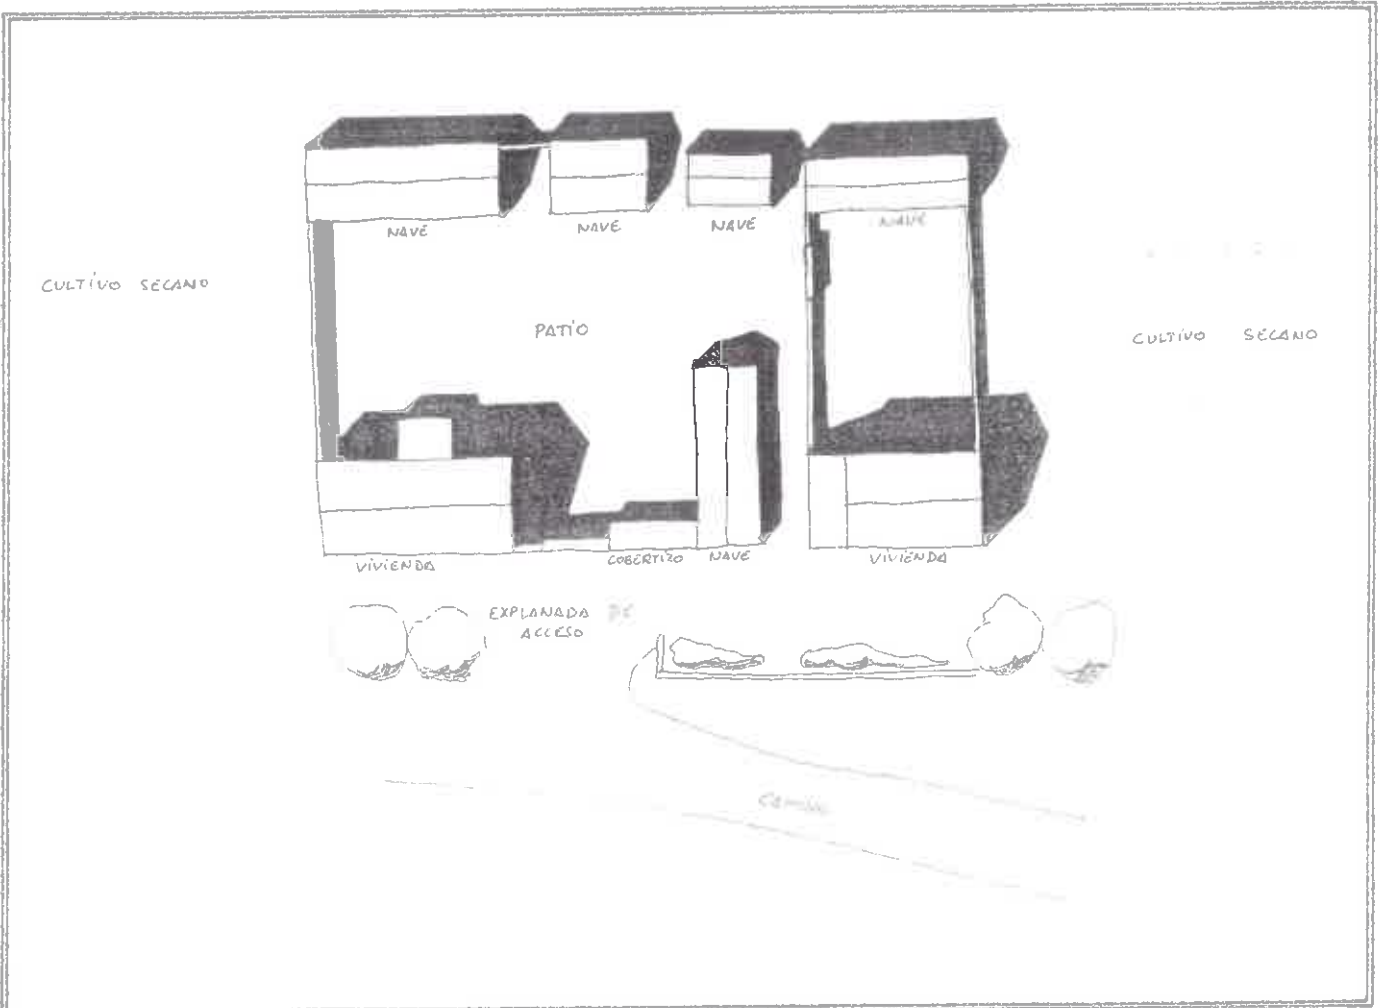 NAVE
NAVE
NAVE
NAVE
CULTIVO SECANO
PATIO
CULTIVO SECANO
VIVIENDA
COBERTIZO
NAVE
VIVIENDA
EXPLANADA DE
ACCESO
CAMINO